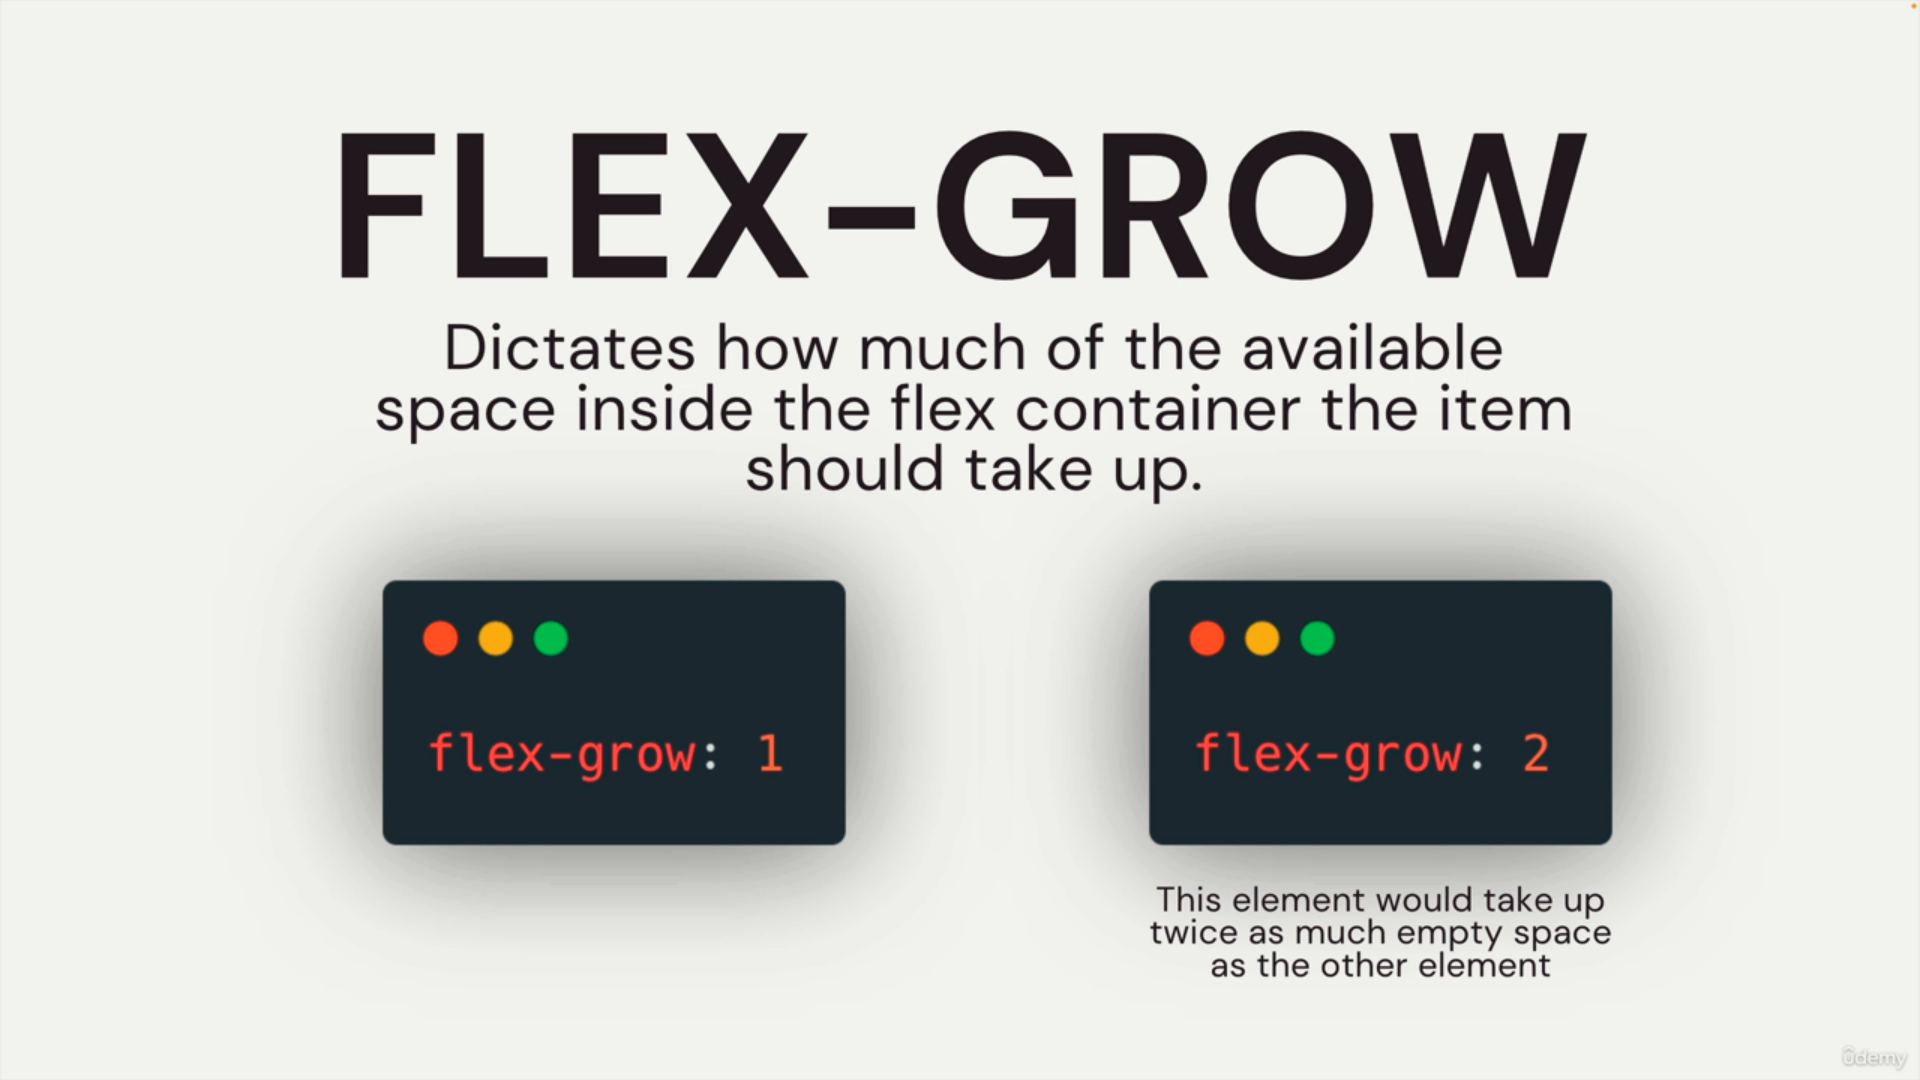 FLEX-GROW
Dictates how much of the available
space inside the flex container the item
should take up.
flex-grow: 1
flex-grow: 2
This element would take up
twice as much empty space
as the other element
ûdemy